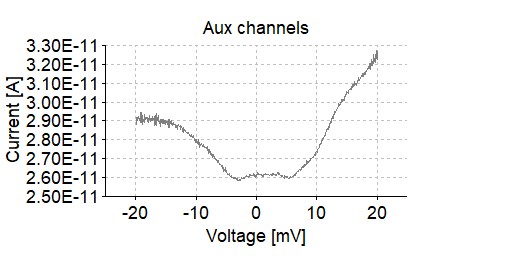 Aux channels
3.30E-11
3.20E-11
3.10E-11
3.00E-11
2.90E-11
2.80E-11
2.70E-11
2.60E-11
2.50E-11
Current [A]
-20 -10 0 10 20
Voltage [mV]